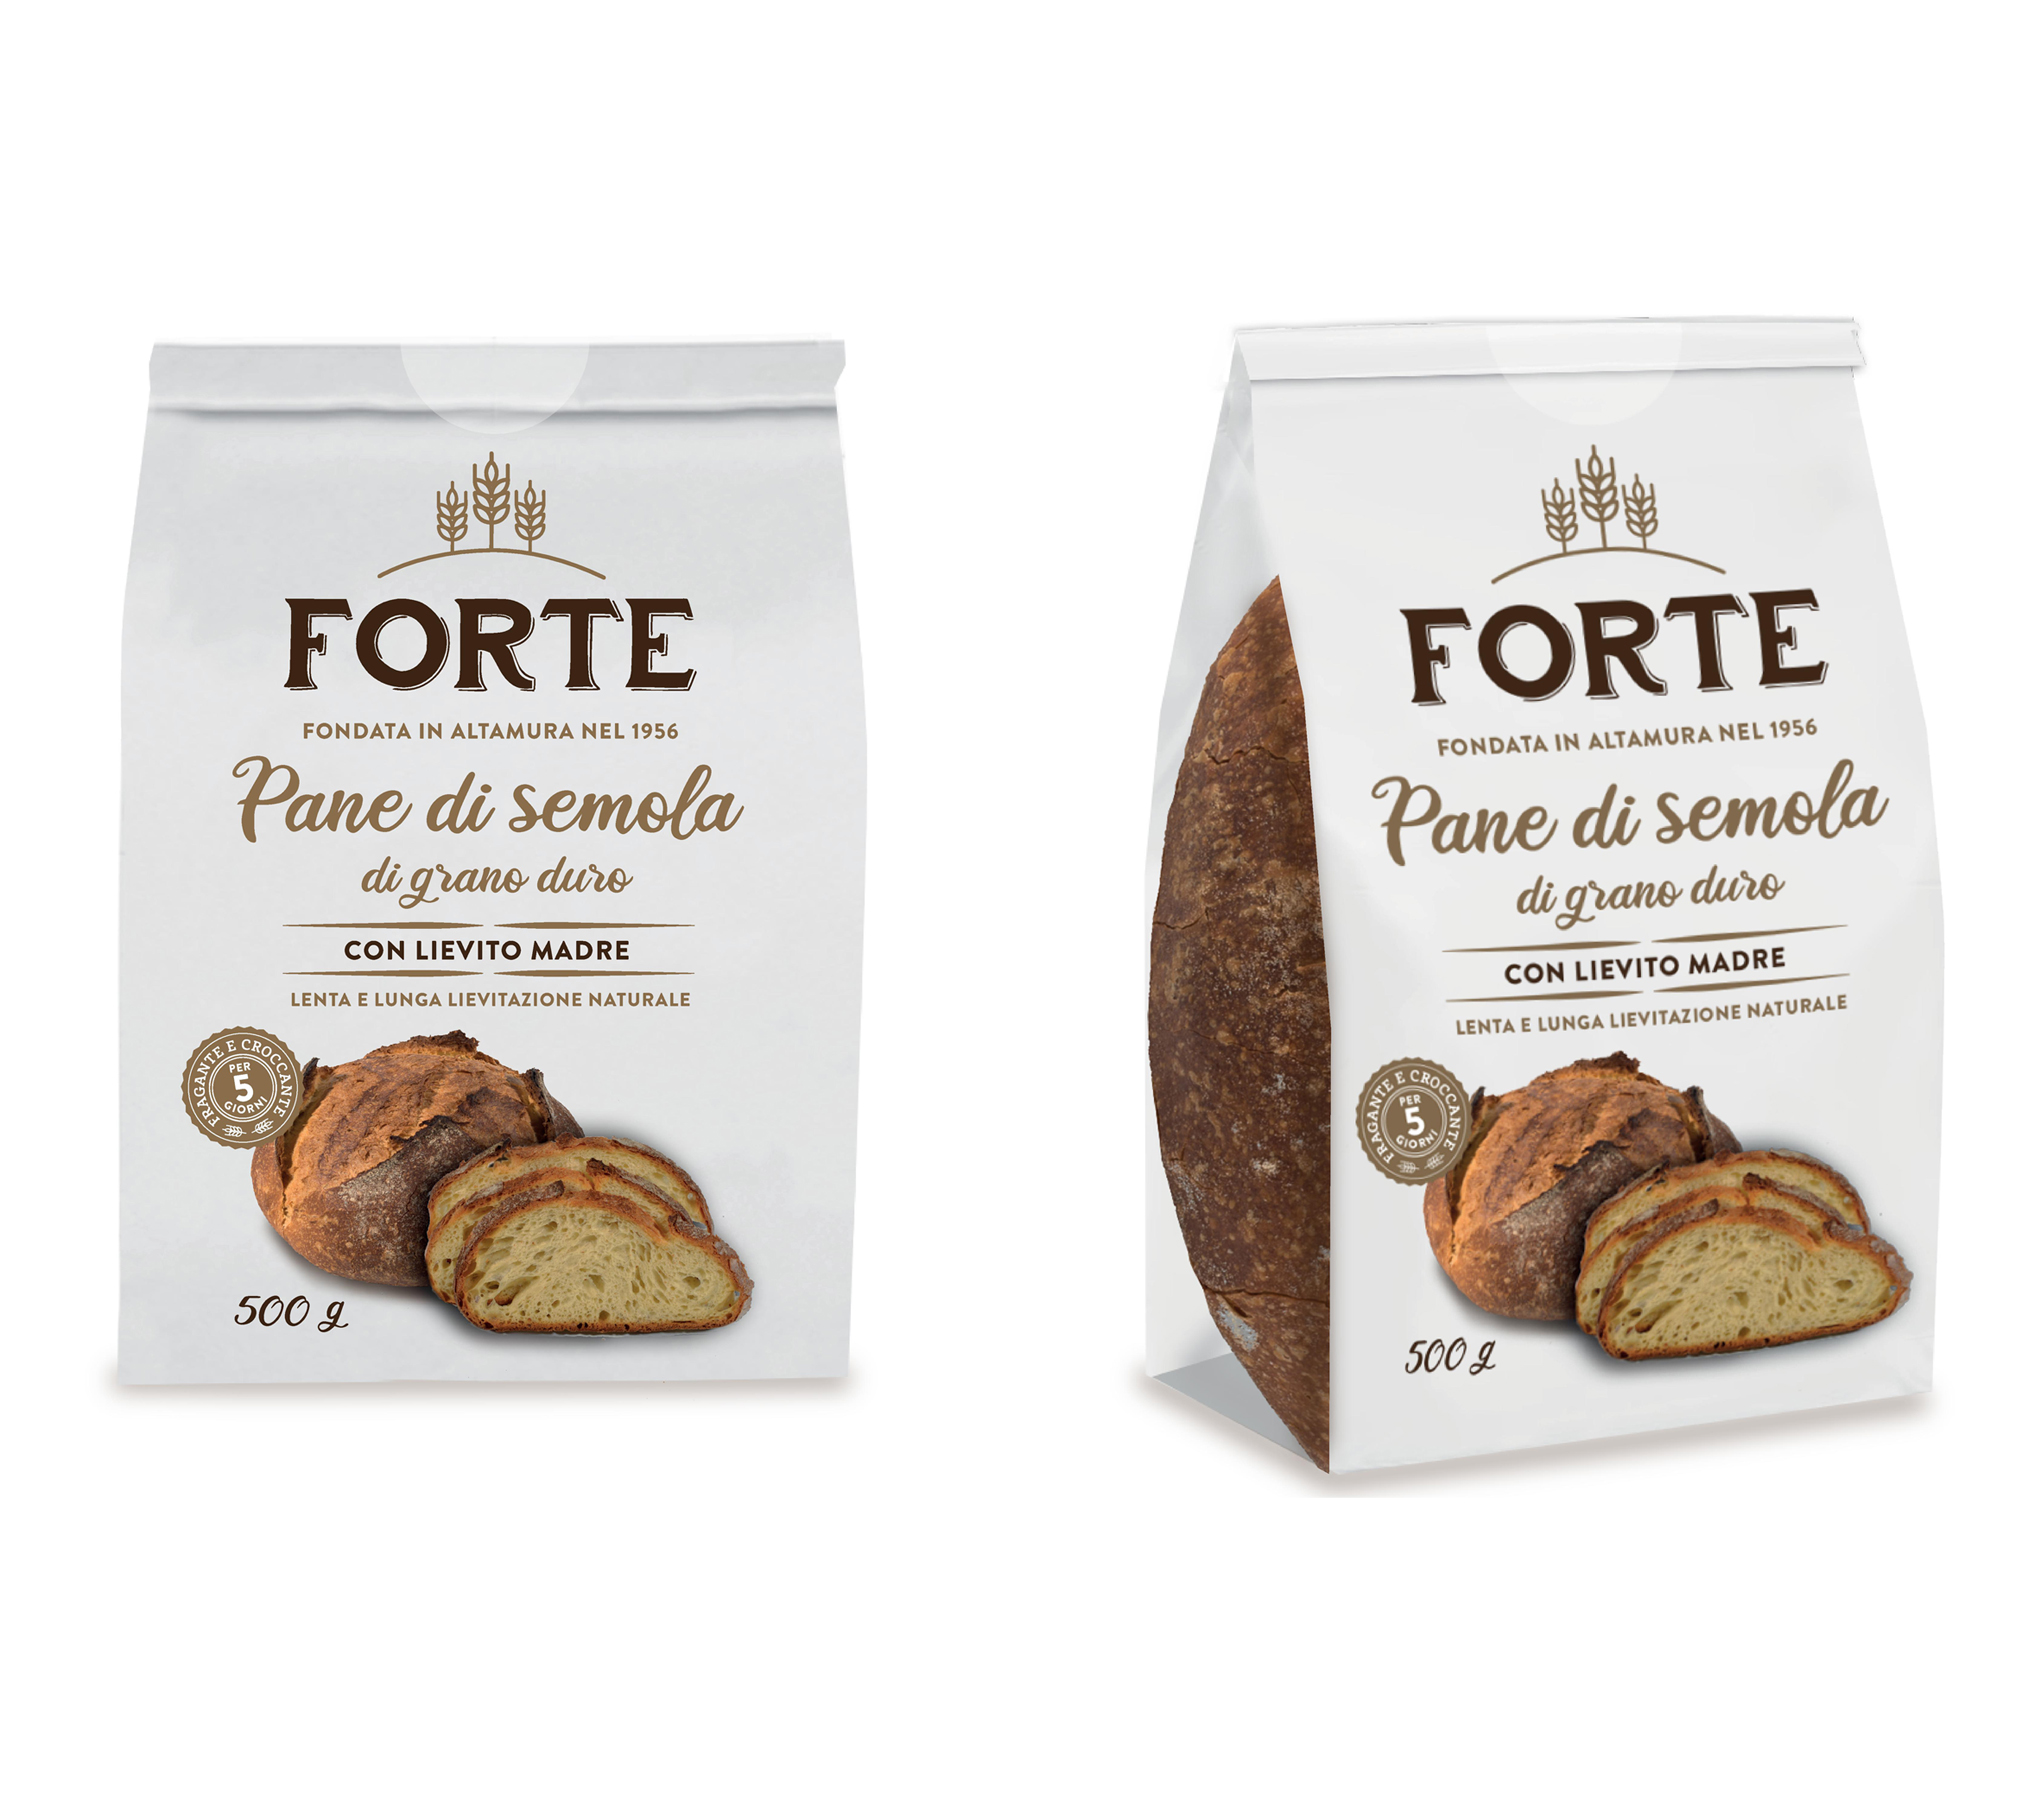 FORTE
FONDATA IN ALTAMURA NEL 1956
Pane di semola
di grano duro
CON LIEVITO MADRE
LENTA E LUNGA LIEVITAZIONE NATURALE
FRAGANTE E CROCCANTE
PER
5
GIORNI
500 g
FORTE
FONDATA IN ALTAMURA NEL 1956
Pane di semola
di grano duro
CON LIEVITO MADRE
LENTA E LUNGA LIEVITAZIONE NATURALE
FRAGANTE E CROCCANTE
PER
5
GIORNI
500 g